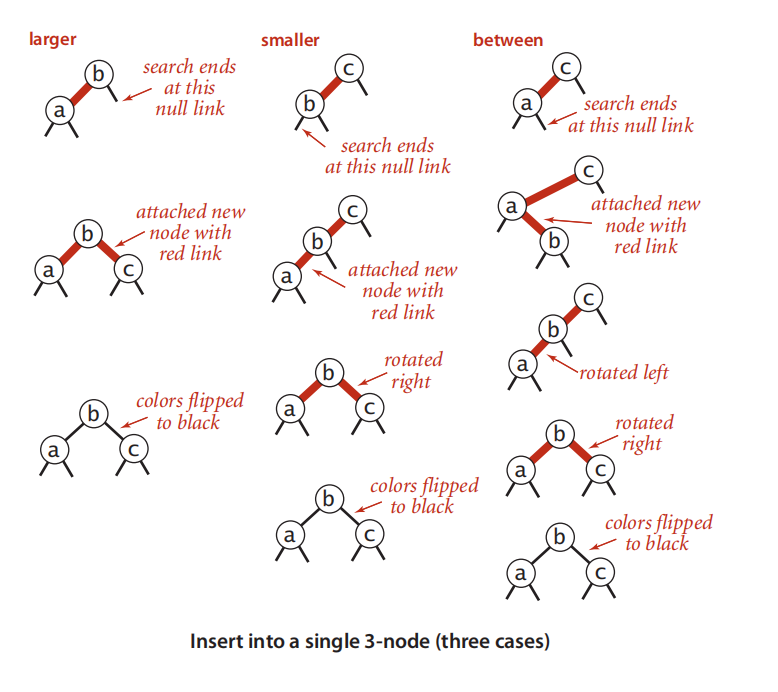 larger
b
search ends
at this
null link
a
attached new
node with
red link
b
a
c
colors flipped
to black
b
a
c
smaller
c
b
search ends
at this null link
c
b
a
attached new
node with
red link
rotated
right
b
a
c
colors flipped
to black
b
a
c
between
c
a
search ends
at this null link
c
a
attached new
node with
red link
b
c
b
a
rotated left
rotated
right
b
a
c
colors flipped
to black
b
a
c
Insert into a single 3-node (three cases)